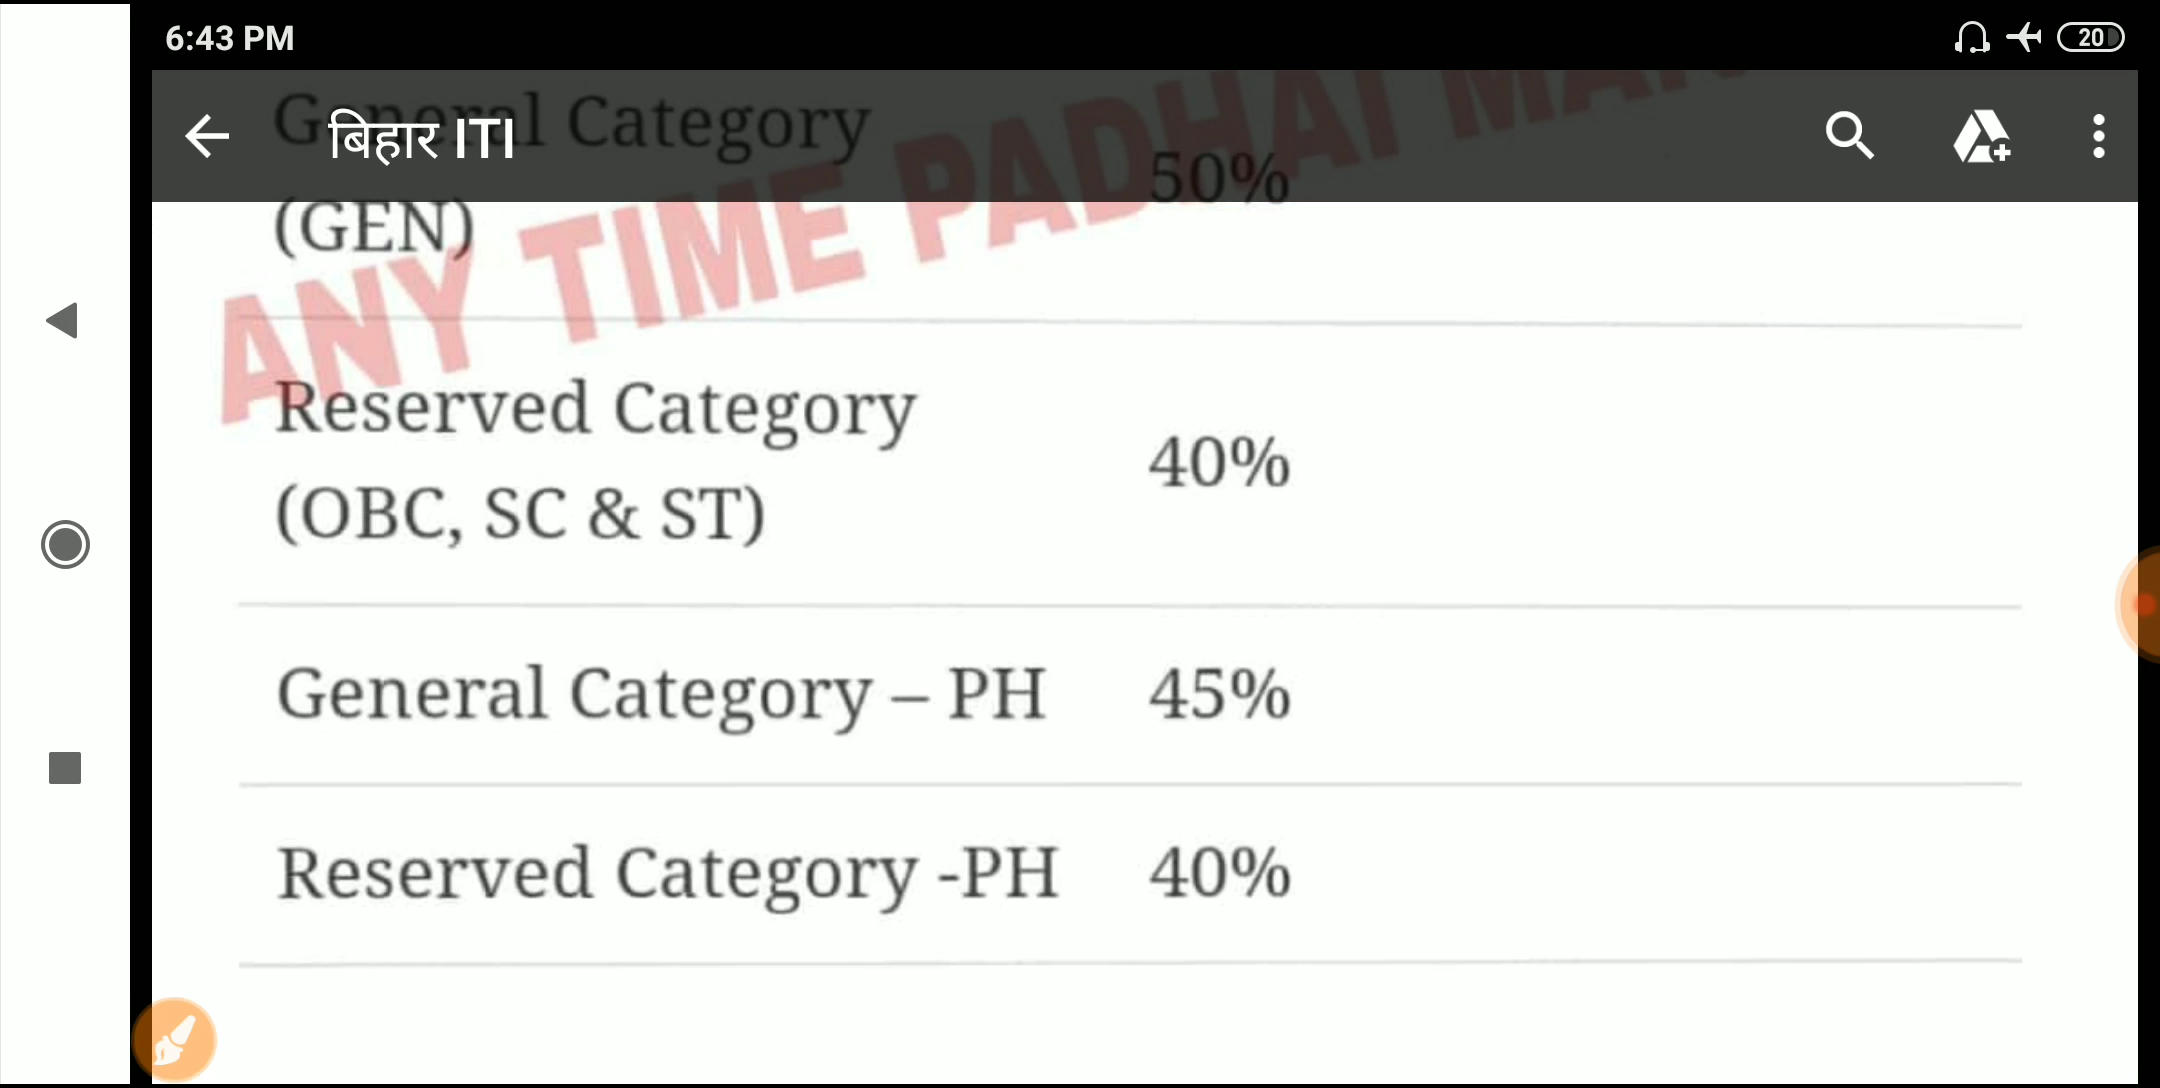 6:43 PM
20
बिहार ITI
General Category
(GEN)
50%
ANY TIME PADHAI
Reserved Category
(OBC, SC & ST)
40%
General Category – PH 45%
Reserved Category -PH 40%